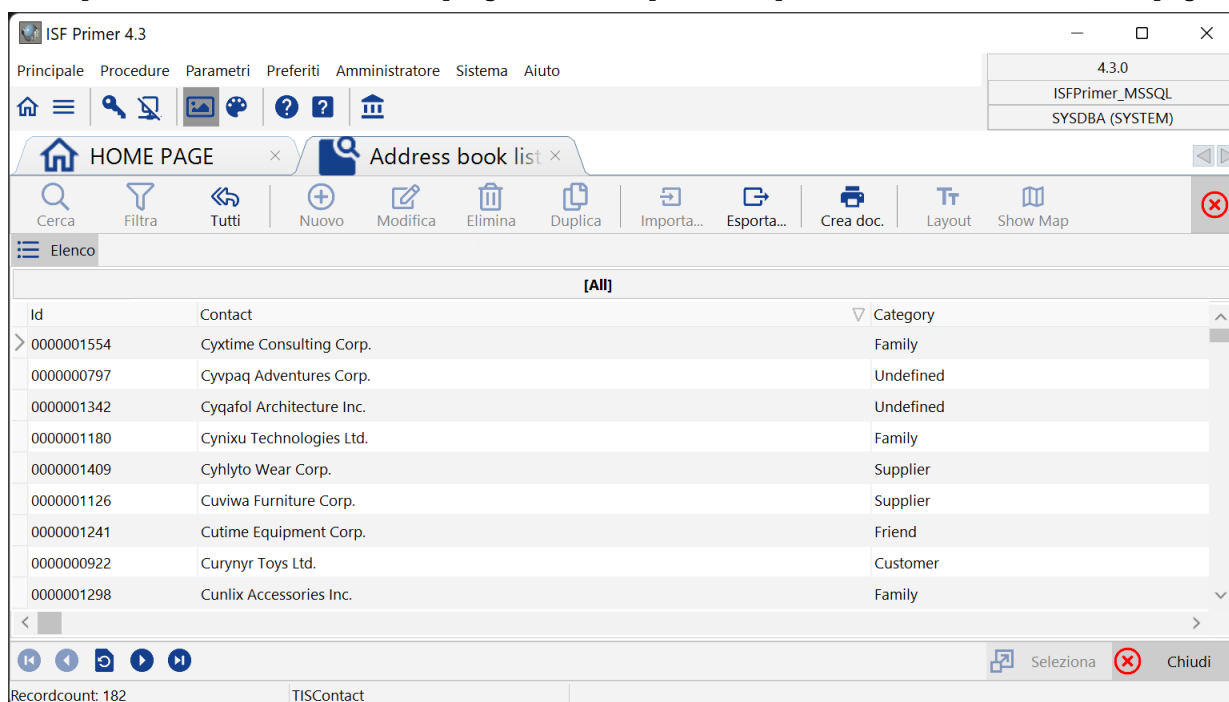 ISF Primer 4.3
Principale Procedure Parametri Preferiti Amministratore Sistema Aiuto
4.3.0
ISFPrimer_MSSQL
SYSDBA (SYSTEM)
HOME PAGE
Address book list
Cerca Filtra Tutti Nuovo Modifica Elimina Duplica Importa... Esporta... Crea doc. Layout Show Map
Elenco
[All]
Id Contact Category
0000001554 Cyxtime Consulting Corp. Family
0000000797 Cyvpaq Adventures Corp. Undefined
0000001342 Cyqafol Architecture Inc. Undefined
0000001180 Cynixu Technologies Ltd. Family
0000001409 Cyhlyto Wear Corp. Supplier
0000001126 Cuviwa Furniture Corp. Supplier
0000001241 Cutime Equipment Corp. Friend
0000000922 Curynyr Toys Ltd. Customer
0000001298 Cunlix Accessories Inc. Family
Seleziona Chiudi
Recordcount: 182 TISContact